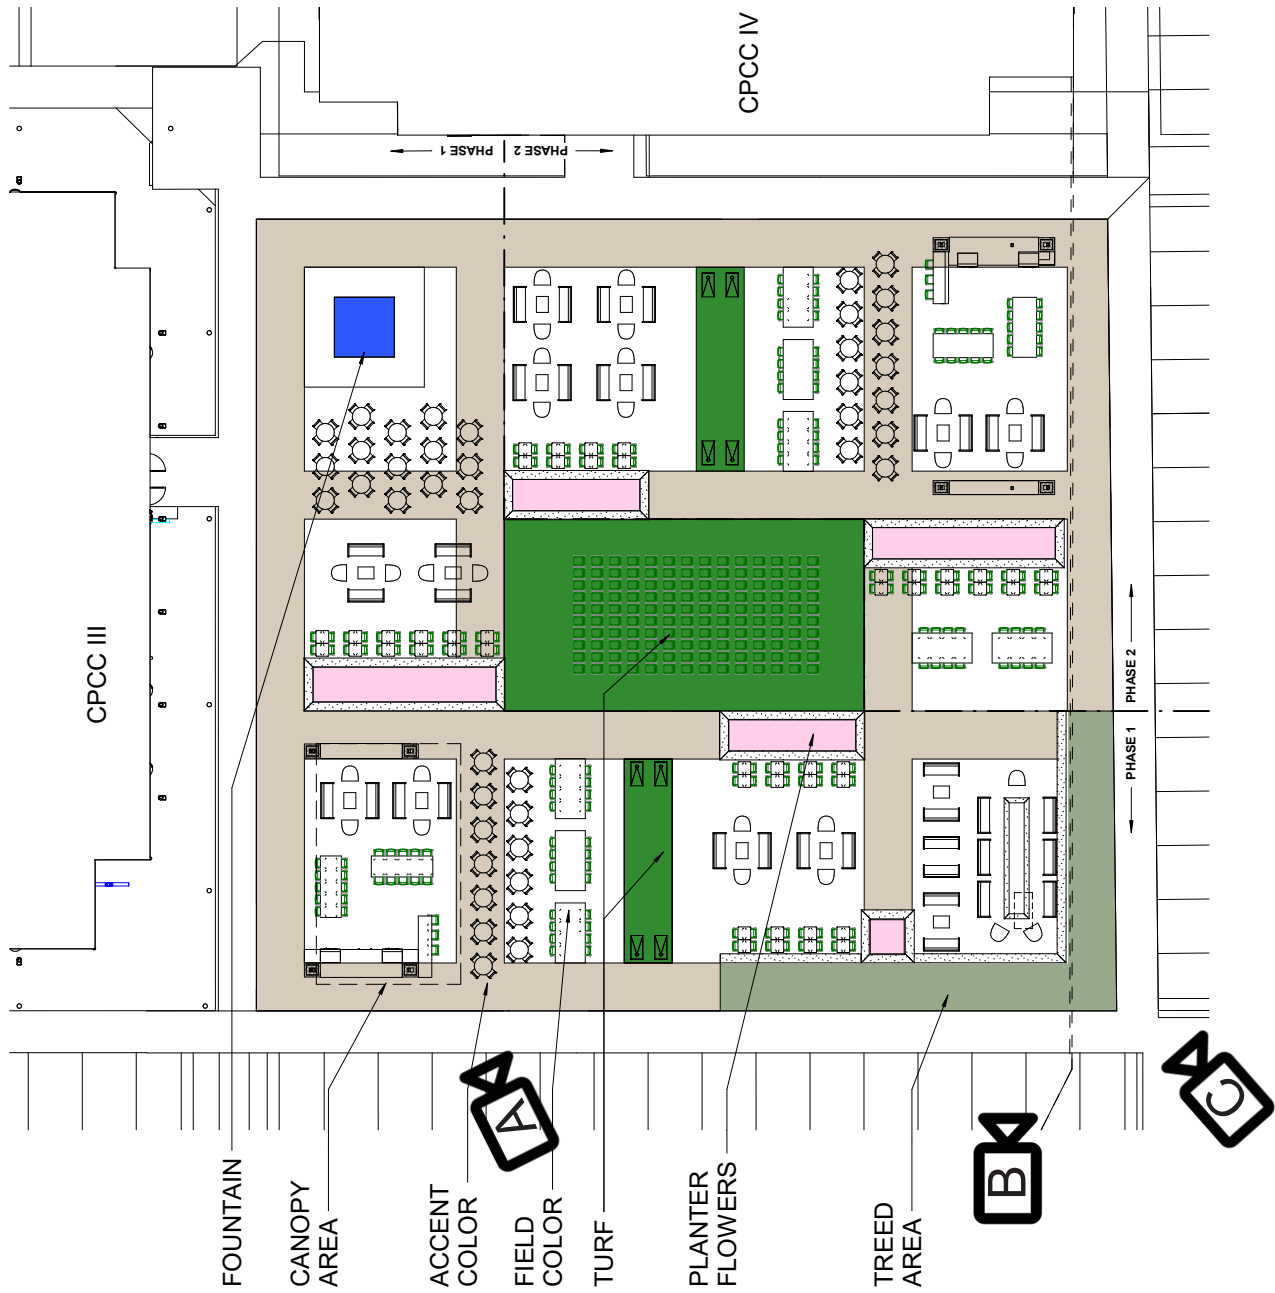 CPCC III
CPCC IV
PHASE 1
PHASE 2
PHASE 1
PHASE 2
FOUNTAIN
CANOPY
AREA
ACCENT
COLOR
FIELD
COLOR
TURF
PLANTER
FLOWERS
TREED
AREA
A
B
C